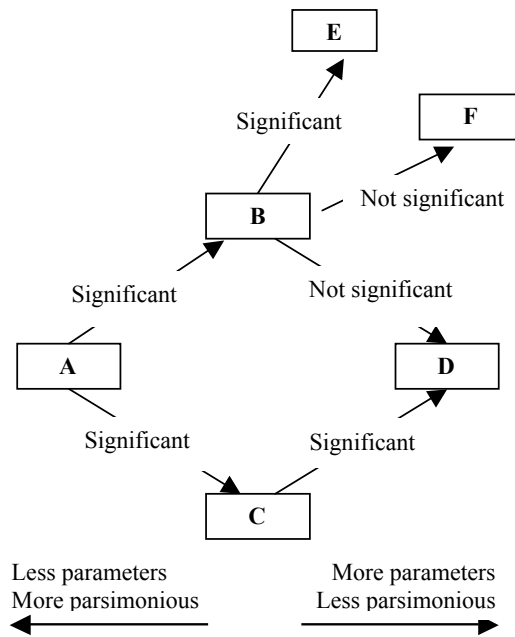 E
Significant
F
Not significant
B
Significant
Not significant
A
D
Significant
Significant
C
Less parameters
More parsimonious
More parameters
Less parsimonious